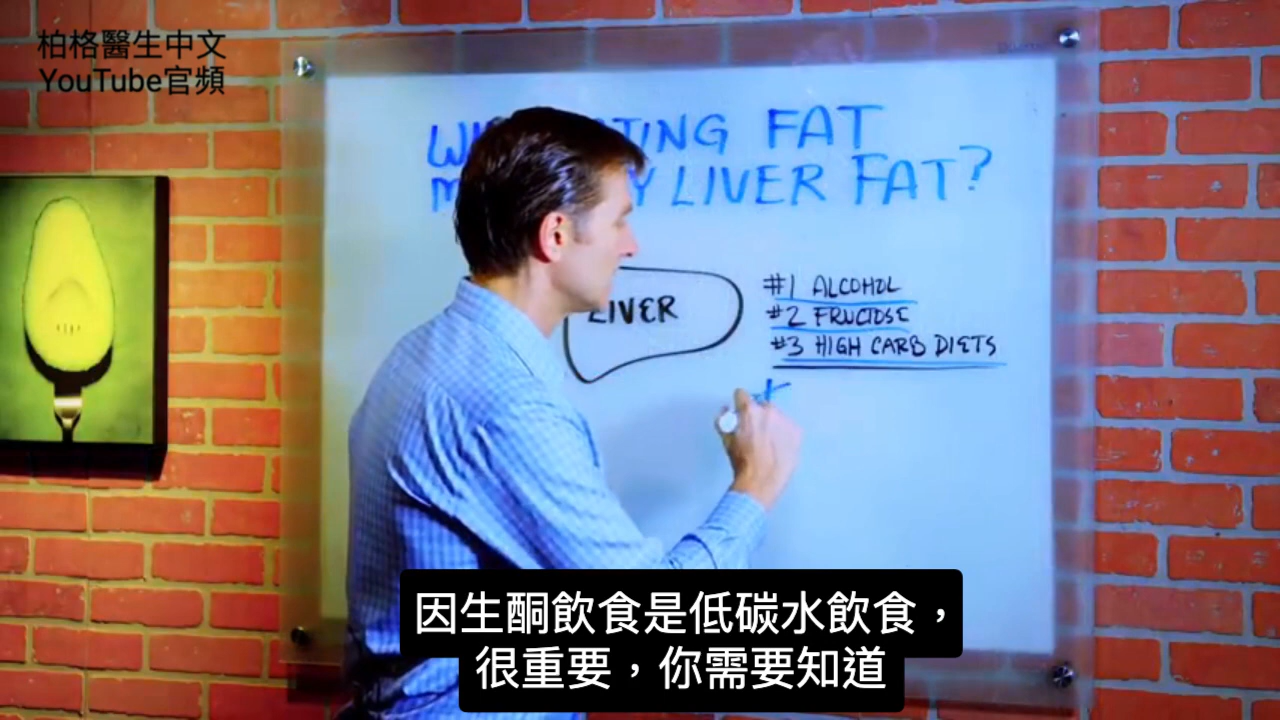 柏格醫生中文
YouTube官頻
TING FAT
LIVER FAT?
LIVER
#1 ALCOHOL
#2 FRUCTOSE
#3 HIGH CARB DIETS
因生酮飲食是低碳水飲食，
很重要，你需要知道